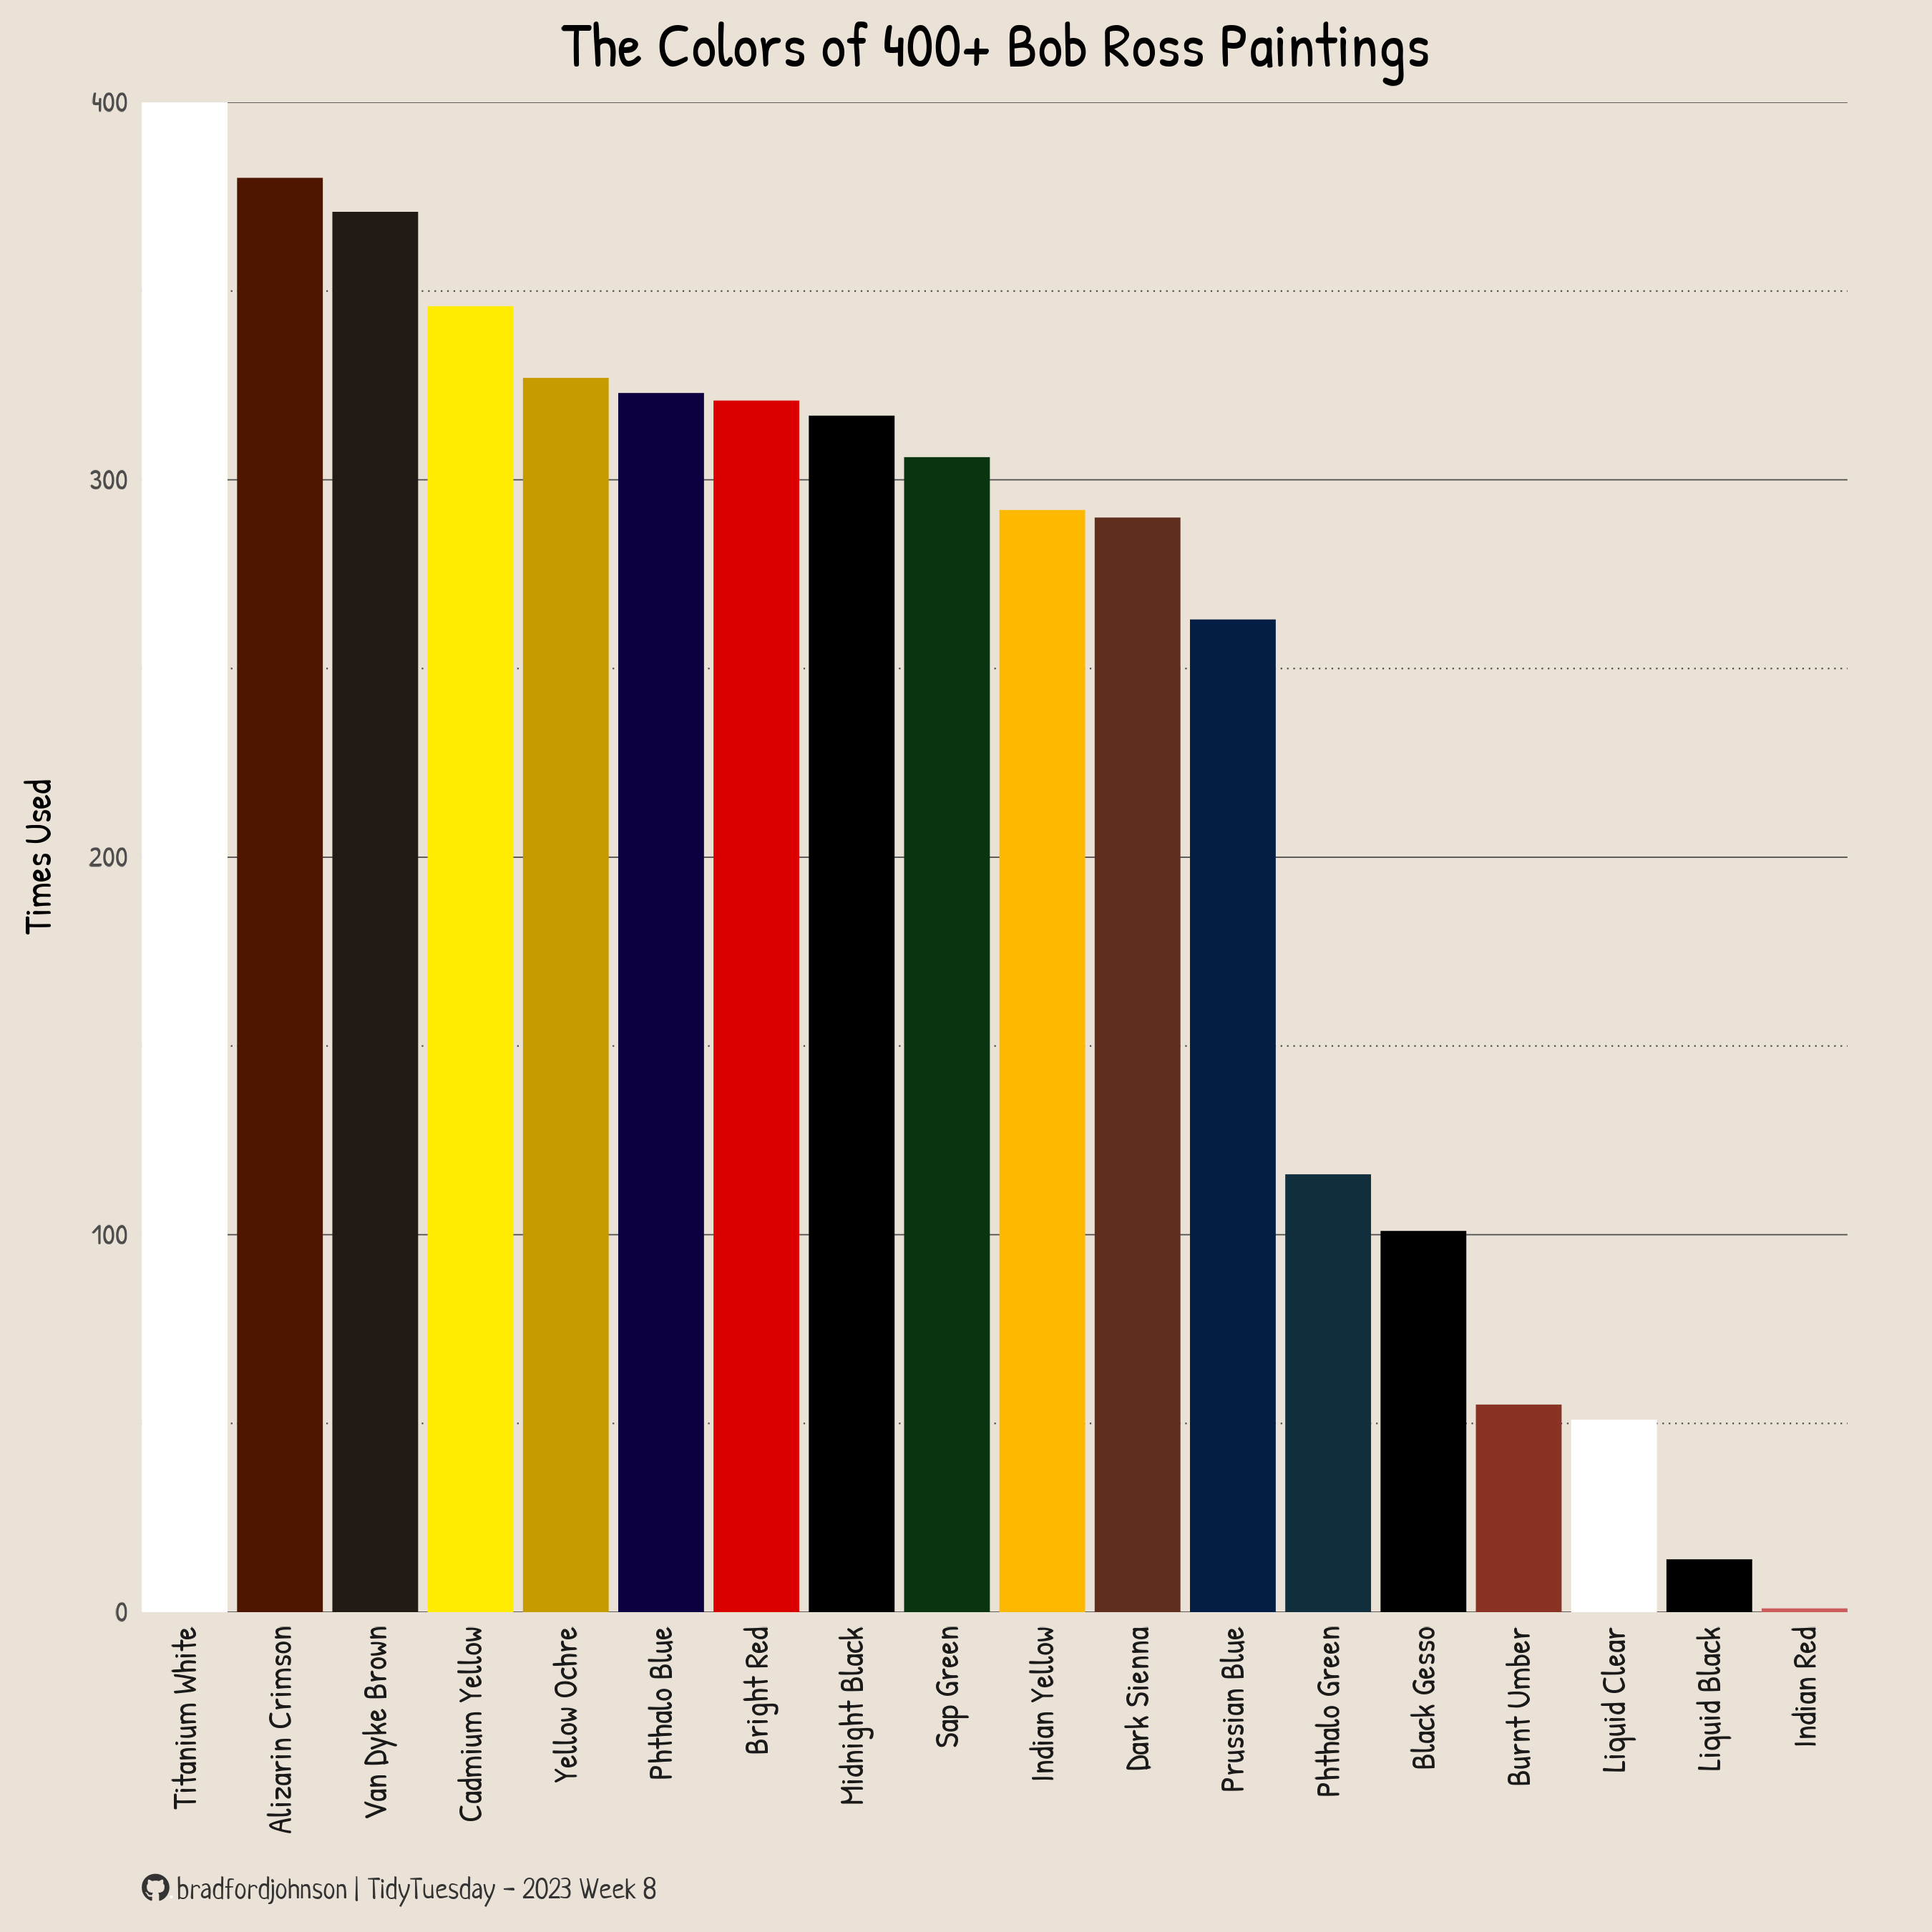 The Colors of 400+ Bob Ross Paintings
400
300
200
100
0
Times Used
Titanium White
Alizarin Crimson
Van Dyke Brown
Cadmium Yellow
Yellow Ochre
Phthalo Blue
Bright Red
Midnight Black
Sap Green
Indian Yellow
Dark Sienna
Prussian Blue
Phthalo Green
Black Gesso
Burnt Umber
Liquid Clear
Liquid Black
Indian Red
bradfordjohnson | TidyTuesday - 2023 Week 8